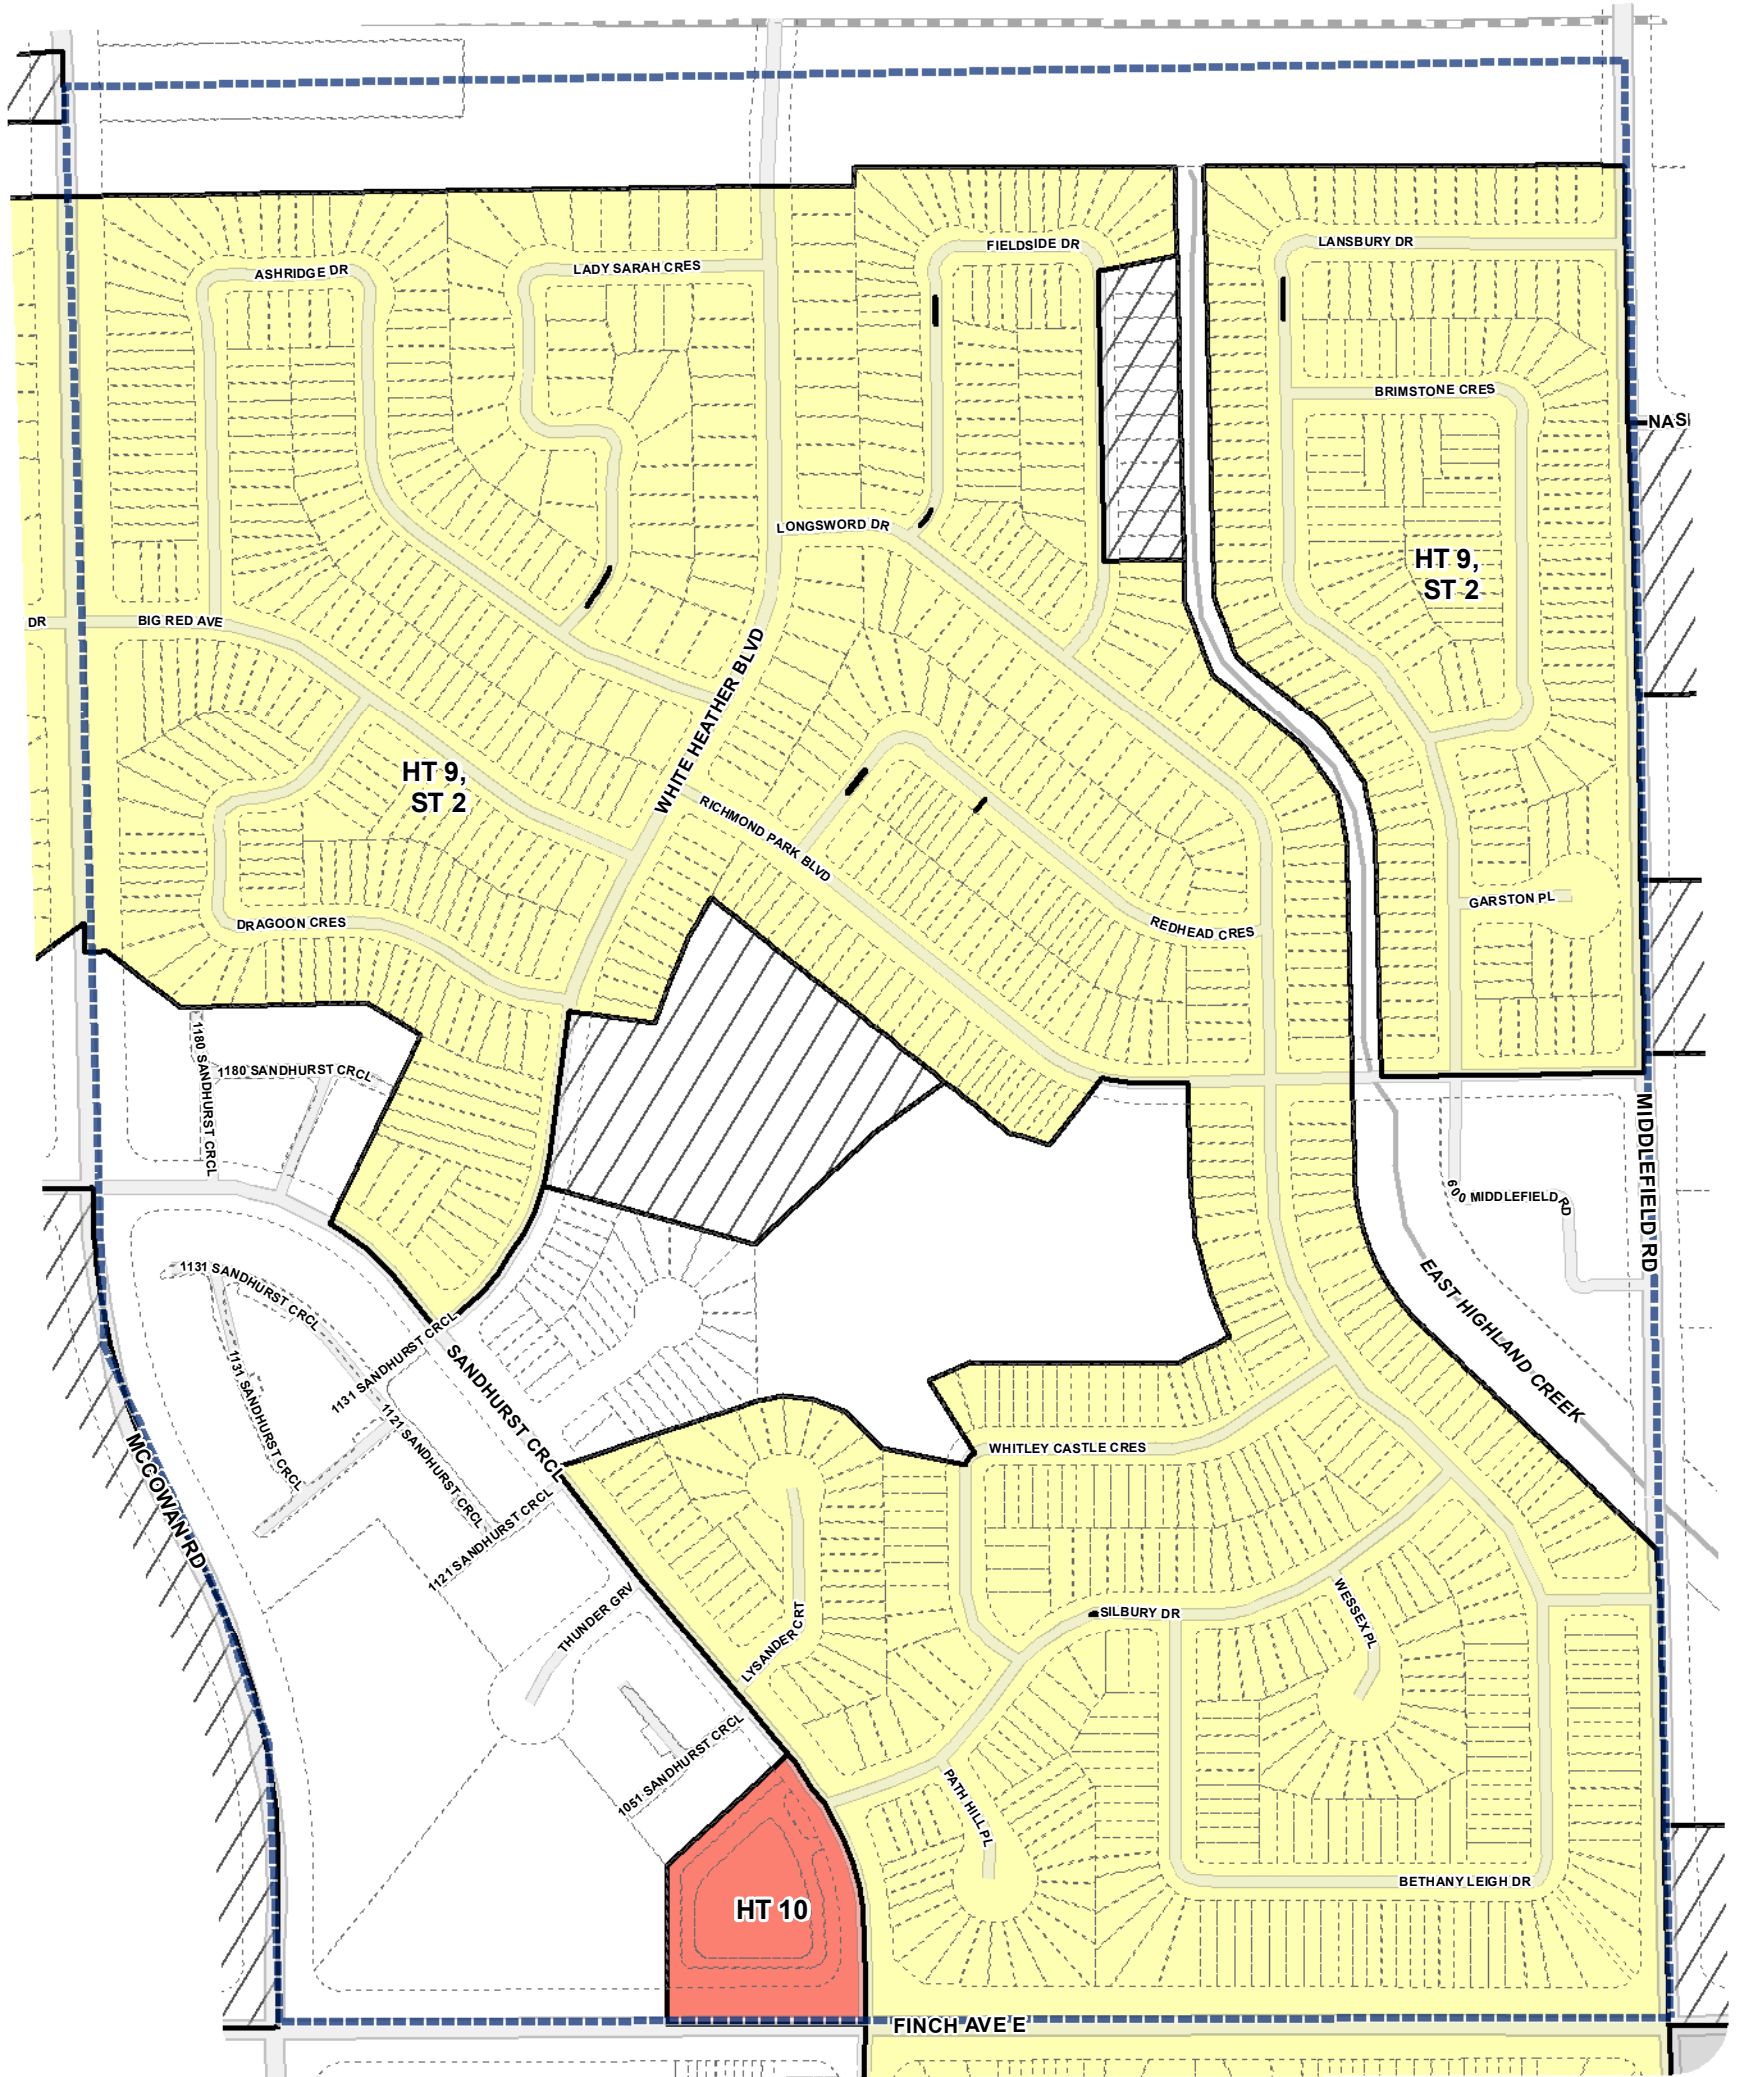 FIELDSIDE DR
LANSBURY DR
ASHRIDGE DR
LADY SARAH CRES
BRIMSTONE CRES
NAS
LONGSWORD DR
HT 9,
ST 2
DR
BIG RED AVE
WHITE HEATHER BLVD
HT 9,
ST 2
RICHMOND PARK BLVD
GARSTON PL
DRAGOON CRES
REDHEAD CRES
1180 SANDHURST CRCL
1180 SANDHURST CRCL
MIDDLEFIELD RD
600 MIDDLEFIELD RD
1131 SANDHURST CRCL
EAST HIGHLAND CREEK
1131 SANDHURST CRCL
1131 SANDHURST CRCL
SANDHURST CRCL
1121 SANDHURST CRCL
WHITLEY CASTLE CRES
MCCOWAN RD
1121 SANDHURST CRCL
THUNDER GRV
LYSANDER CRT
SILBURY DR
WESSEX PL
1051 SANDHURST CRCL
PATH HILL PL
BETHANY LEIGH DR
HT 10
FINCH AVE E